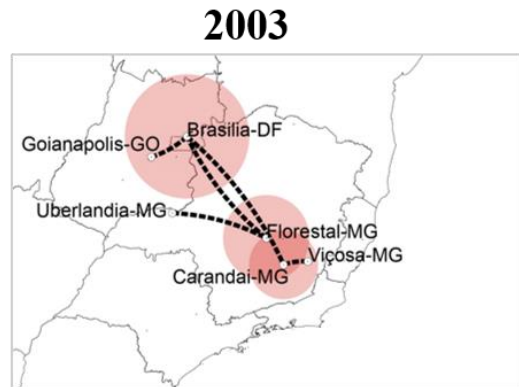 2003
Brasilia-DF
Goianapolis-GO
Uberlandia-MG
Florestal-MG
Viçosa-MG
Carandai-MG